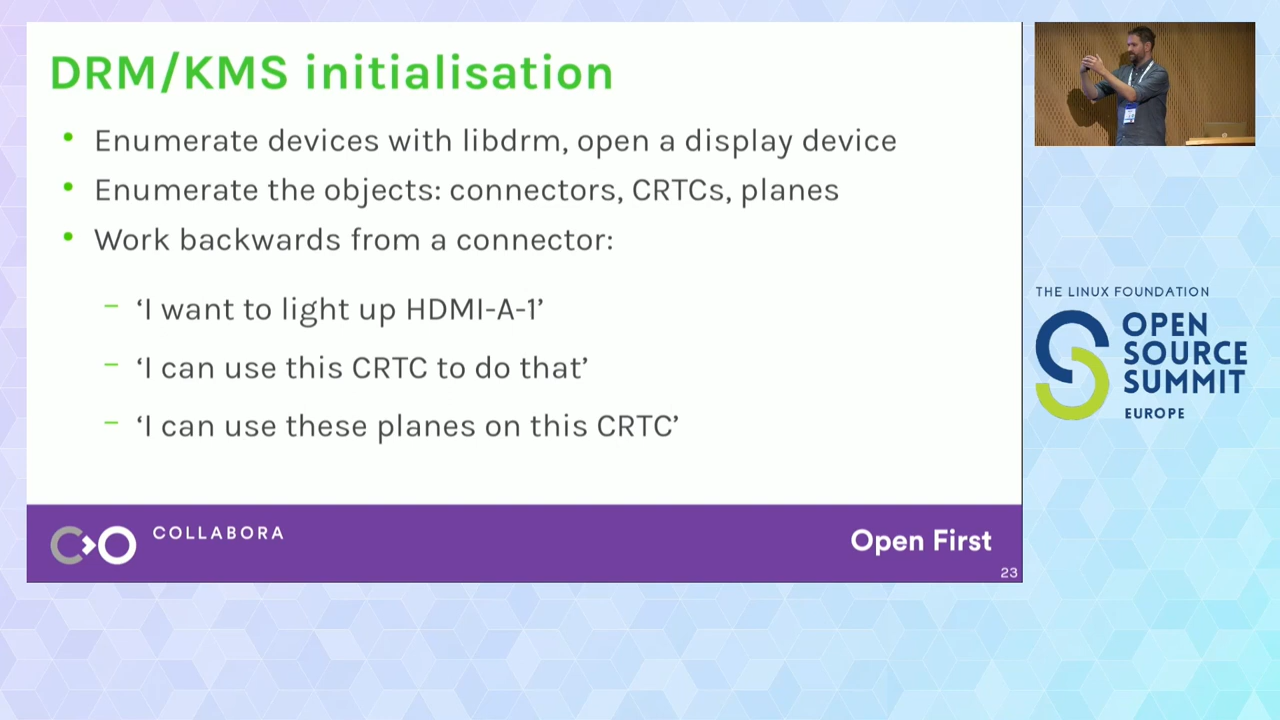 DRM/KMS initialisation
• Enumerate devices with libdrm, open a display device
• Enumerate the objects: connectors, CRTCs, planes
• Work backwards from a connector:
– ‘I want to light up HDMI-A-1’
– ‘I can use this CRTC to do that’
– ‘I can use these planes on this CRTC’
COLLABORA
Open First
23
THE LINUX FOUNDATION
OPEN
SOURCE
SUMMIT
EUROPE